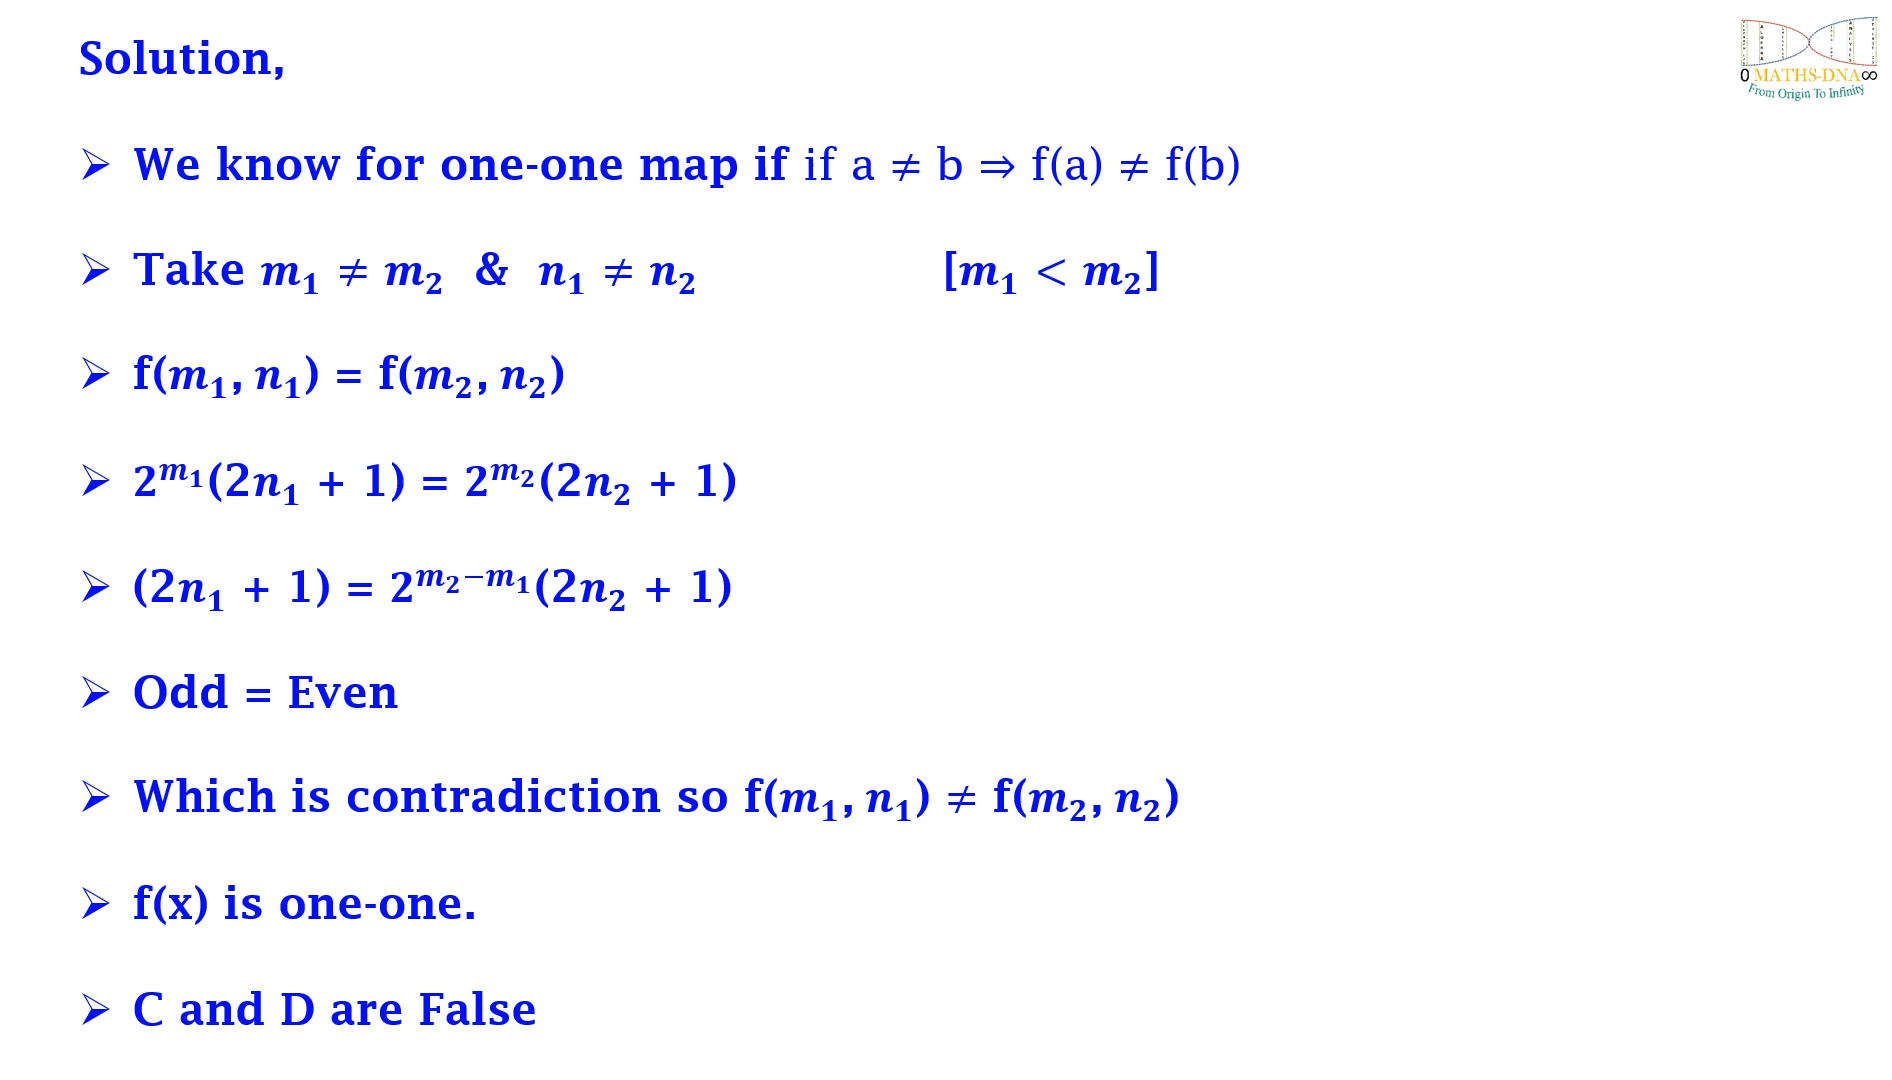 Solution,
0 MATHS-DNA∞
From Origin To Infinity
➢ We know for one-one map if if a ≠ b ⇒ f(a) ≠ f(b)
➢ Take m₁ ≠ m₂ & n₁ ≠ n₂ [m₁ < m₂]
➢ f(m₁, n₁) = f(m₂, n₂)
➢ 2^m₁(2n₁ + 1) = 2^m₂(2n₂ + 1)
➢ (2n₁ + 1) = 2^(m₂−m₁)(2n₂ + 1)
➢ Odd = Even
➢ Which is contradiction so f(m₁, n₁) ≠ f(m₂, n₂)
➢ f(x) is one-one.
➢ C and D are False